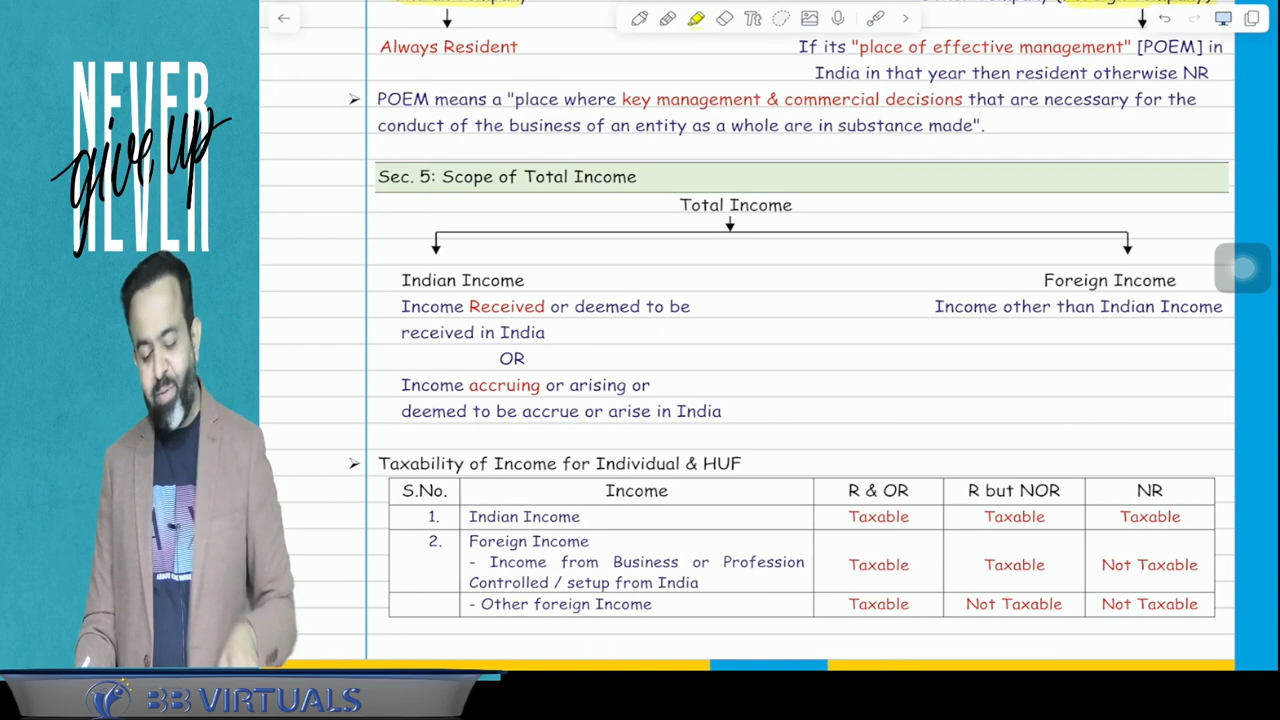 Always Resident
If its "place of effective management" [POEM] in
India in that year then resident otherwise NR
➢ POEM means a "place where key management & commercial decisions that are necessary for the
conduct of the business of an entity as a whole are in substance made".
Sec. 5: Scope of Total Income
Total Income
Indian Income
Income Received or deemed to be
received in India
OR
Income accruing or arising or
deemed to be accrue or arise in India
Foreign Income
Income other than Indian Income
➢ Taxability of Income for Individual & HUF
S.No. Income R & OR R but NOR NR
1. Indian Income Taxable Taxable Taxable
2. Foreign Income
- Income from Business or Profession
Controlled / setup from India Taxable Taxable Not Taxable
- Other foreign Income Taxable Not Taxable Not Taxable
NEVER
give up
NEVER
BB VIRTUALS